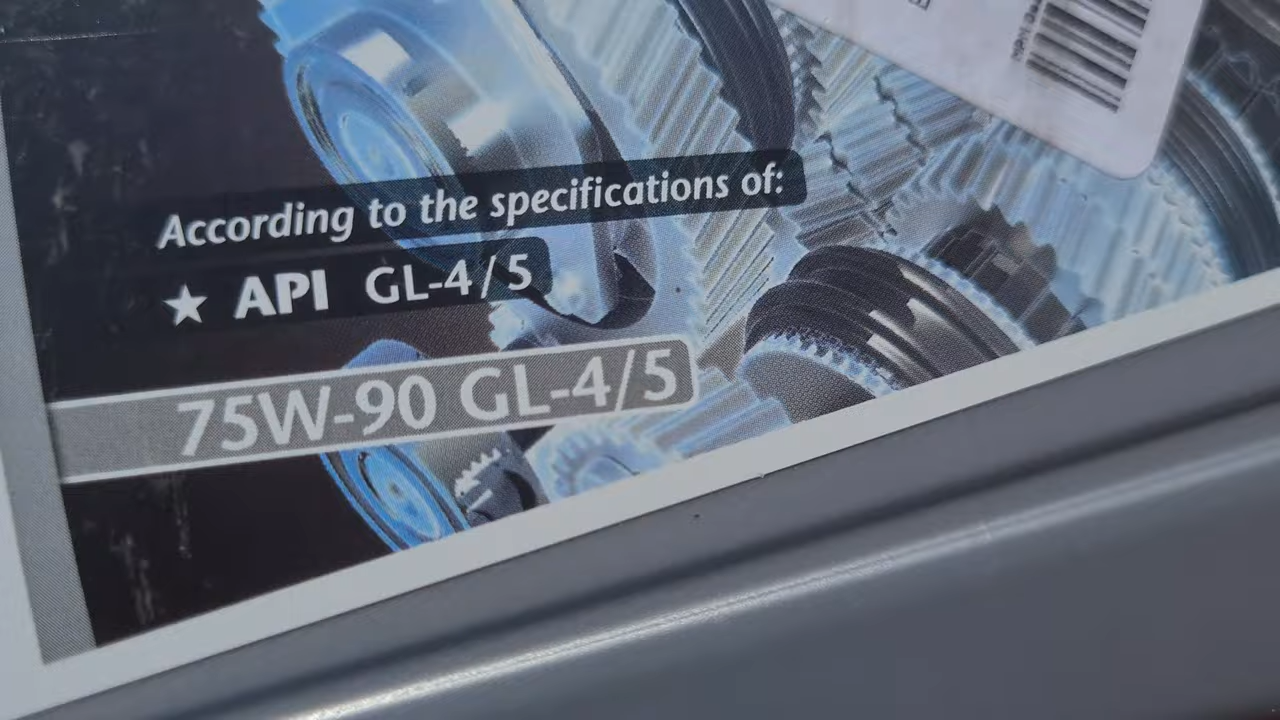 According to the specifications of:
★ API GL-4/5
75W-90 GL-4/5